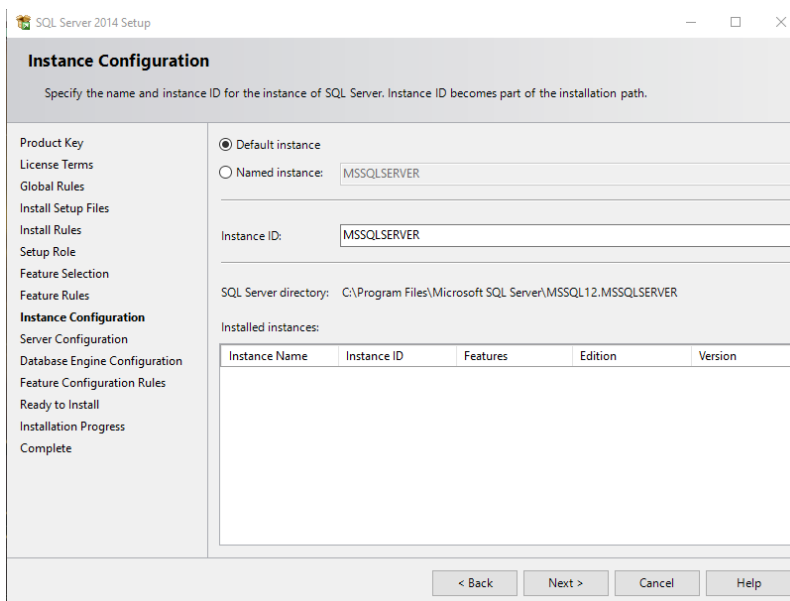 SQL Server 2014 Setup
Instance Configuration
Specify the name and instance ID for the instance of SQL Server. Instance ID becomes part of the installation path.
Product Key
License Terms
Global Rules
Install Setup Files
Install Rules
Setup Role
Feature Selection
Feature Rules
Instance Configuration
Server Configuration
Database Engine Configuration
Feature Configuration Rules
Ready to Install
Installation Progress
Complete
Default instance
Named instance: MSSQLSERVER
Instance ID: MSSQLSERVER
SQL Server directory: C:\Program Files\Microsoft SQL Server\MSSQL12.MSSQLSERVER
Installed instances:
Instance Name Instance ID Features Edition Version
< Back Next > Cancel Help